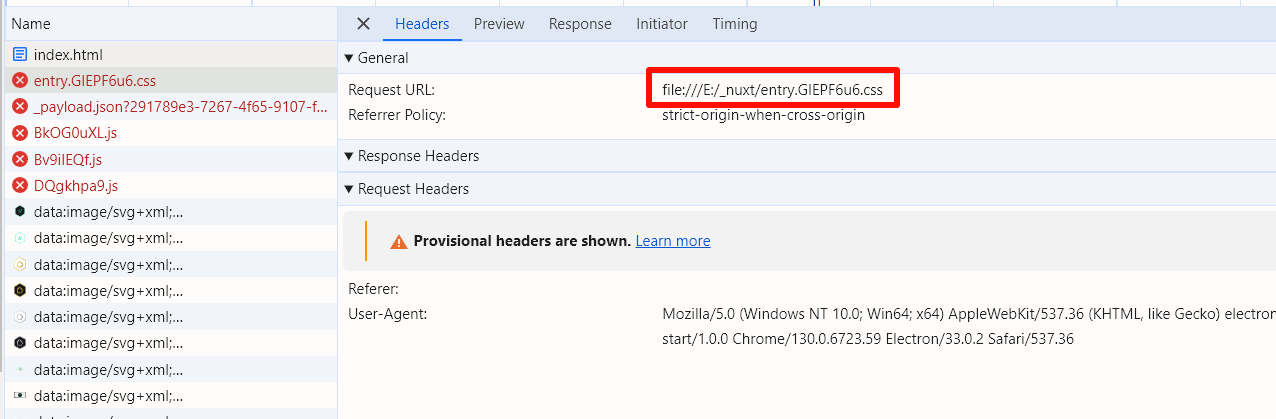 Name
Headers Preview Response Initiator Timing
index.html
entry.GIEPF6u6.css
_payload.json?291789e3-7267-4f65-9107-f...
BkOG0uXL.js
Bv9iIEQf.js
DQgkhpa9.js
data:image/svg+xml;...
data:image/svg+xml;...
data:image/svg+xml;...
data:image/svg+xml;...
data:image/svg+xml;...
data:image/svg+xml;...
data:image/svg+xml;...
data:image/svg+xml;...
General
Request URL: file:///E:/_nuxt/entry.GIEPF6u6.css
Referrer Policy: strict-origin-when-cross-origin
Response Headers
Request Headers
Provisional headers are shown. Learn more
Referer:
User-Agent: Mozilla/5.0 (Windows NT 10.0; Win64; x64) AppleWebKit/537.36 (KHTML, like Gecko) electron
start/1.0.0 Chrome/130.0.6723.59 Electron/33.0.2 Safari/537.36